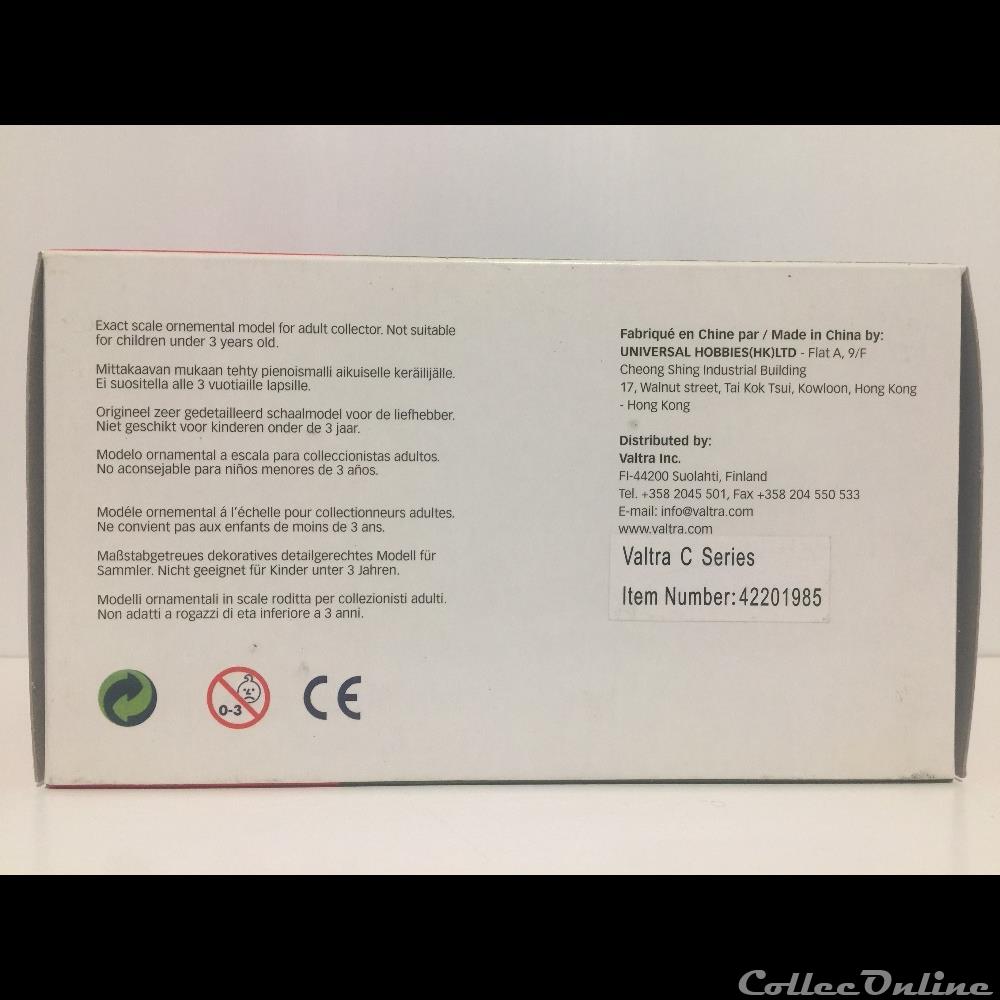 Exact scale ornemental model for adult collector. Not suitable
for children under 3 years old.
Mittakaavan mukaan tehty pienoismalli aikuiselle keräilijälle.
Ei suositella alle 3 vuotiaille lapsille.
Origineel zeer gedetailleerd schaalmodel voor de liefhebber.
Niet geschikt voor kinderen onder de 3 jaar.
Modelo ornamental a escala para colleccionistas adultos.
No aconsejable para niños menores de 3 años.
Modéle ornemental á l'échelle pour collectionneurs adultes.
Ne convient pas aux enfants de moins de 3 ans.
Maßstabgetreues dekoratives detailgerechtes Modell für
Sammler. Nicht geeignet für Kinder unter 3 Jahren.
Modelli ornamentali in scale roditta per collezionisti adulti.
Non adatti a rogazzi di eta inferiore a 3 anni.
0-3
CE
Fabriqué en Chine par / Made in China by:
UNIVERSAL HOBBIES(HK)LTD - Flat A, 9/F
Cheong Shing Industrial Building
17, Walnut street, Tai Kok Tsui, Kowloon, Hong Kong
- Hong Kong
Distributed by:
Valtra Inc.
FI-44200 Suolahti, Finland
Tel. +358 2045 501, Fax +358 204 550 533
E-mail: info@valtra.com
www.valtra.com
Valtra C Series
Item Number: 42201985
CollecOnline